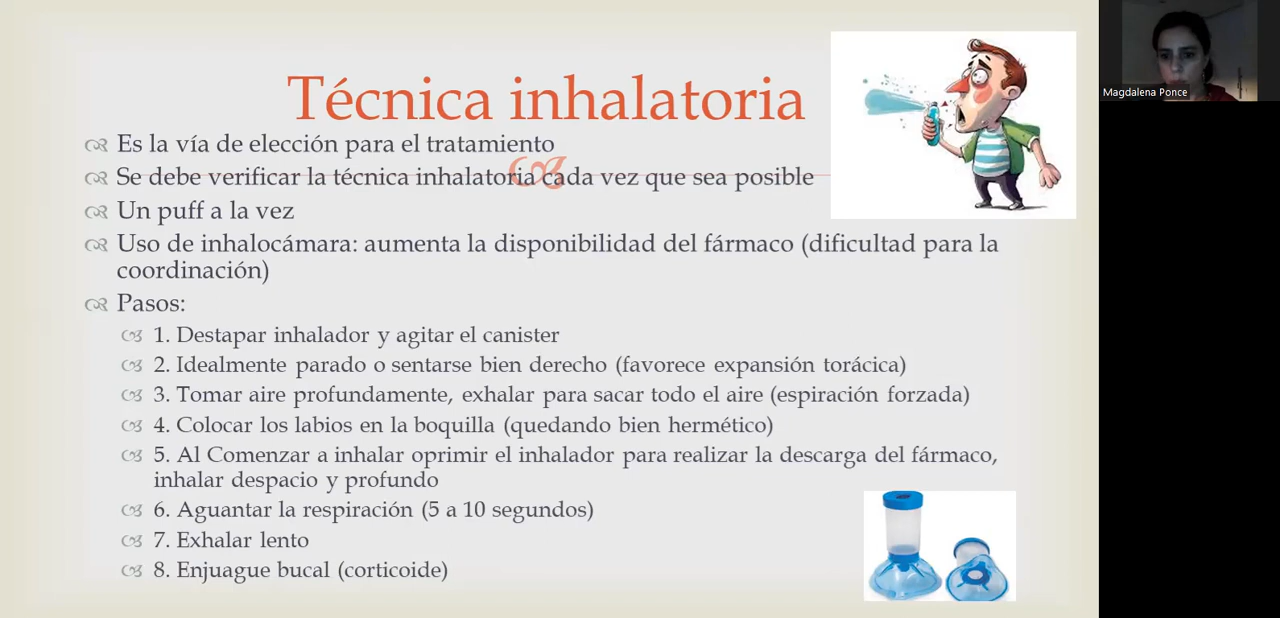 Técnica inhalatoria
Es la vía de elección para el tratamiento
Se debe verificar la técnica inhalatoria cada vez que sea posible
Un puff a la vez
Uso de inhalocámara: aumenta la disponibilidad del fármaco (dificultad para la
coordinación)
Pasos:
1. Destapar inhalador y agitar el canister
2. Idealmente parado o sentarse bien derecho (favorece expansión torácica)
3. Tomar aire profundamente, exhalar para sacar todo el aire (espiración forzada)
4. Colocar los labios en la boquilla (quedando bien hermético)
5. Al Comenzar a inhalar oprimir el inhalador para realizar la descarga del fármaco,
inhalar despacio y profundo
6. Aguantar la respiración (5 a 10 segundos)
7. Exhalar lento
8. Enjuague bucal (corticoide)
Magdalena Ponce